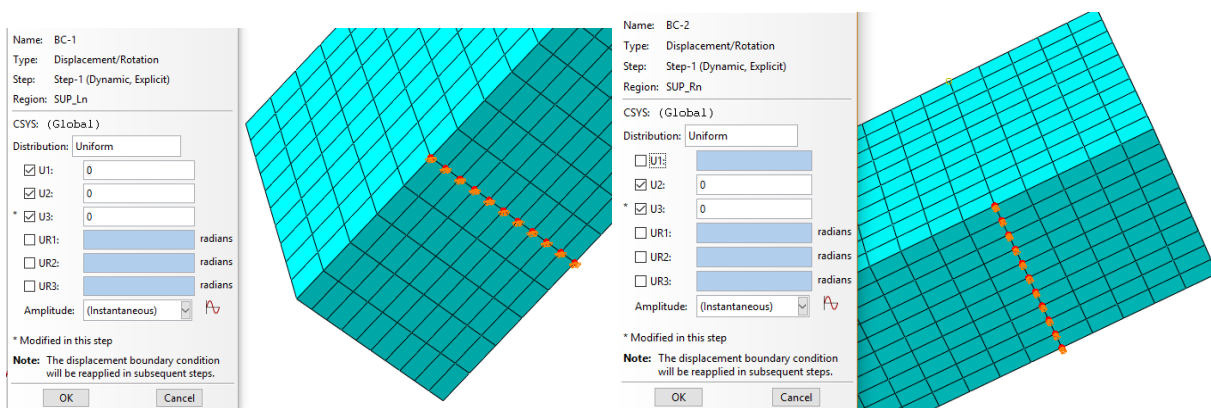 Name: BC-1
Type: Displacement/Rotation
Step: Step-1 (Dynamic, Explicit)
Region: SUP_Ln
CSYS: (Global)
Distribution: Uniform
U1: 0
U2: 0
* U3: 0
UR1: radians
UR2: radians
UR3: radians
Amplitude: (Instantaneous)
* Modified in this step
Note: The displacement boundary condition
will be reapplied in subsequent steps.
OK Cancel
Name: BC-2
Type: Displacement/Rotation
Step: Step-1 (Dynamic, Explicit)
Region: SUP_Rn
CSYS: (Global)
Distribution: Uniform
U1:
U2: 0
* U3: 0
UR1: radians
UR2: radians
UR3: radians
Amplitude: (Instantaneous)
* Modified in this step
Note: The displacement boundary condition
will be reapplied in subsequent steps.
OK Cancel